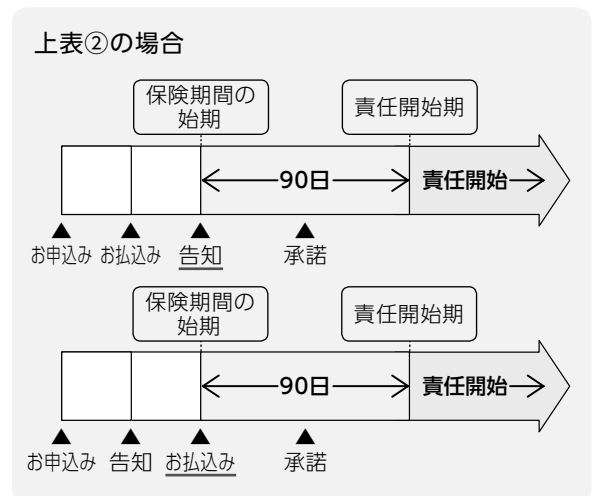 上表②の場合
保険期間の
始期
責任開始期
90日
責任開始
お申込み お払込み 告知 承諾
保険期間の
始期
責任開始期
90日
責任開始
お申込み 告知 お払込み 承諾